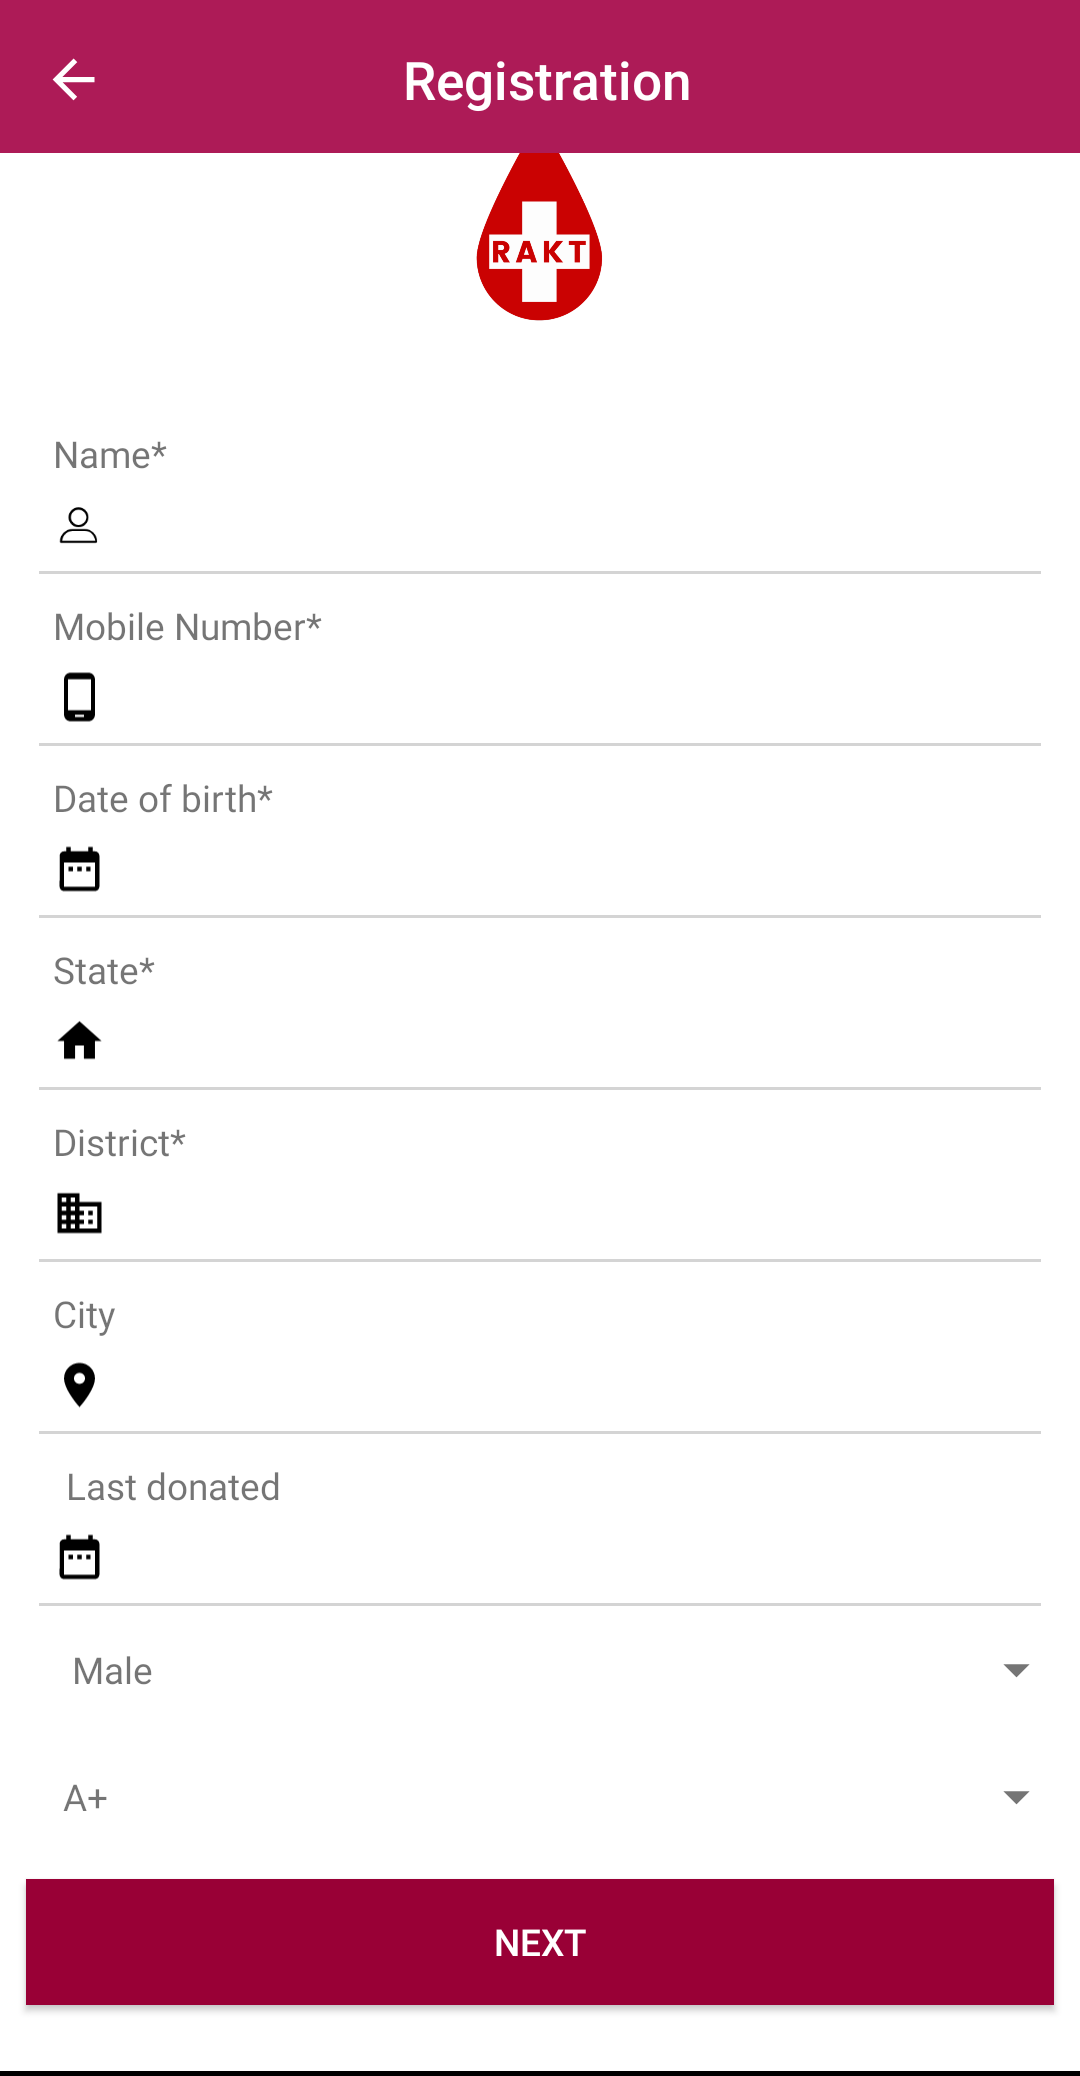 Registration
RAKT
Name*
Mobile Number*
Date of birth*
State*
District*
City
Last donated
Male
A+
NEXT